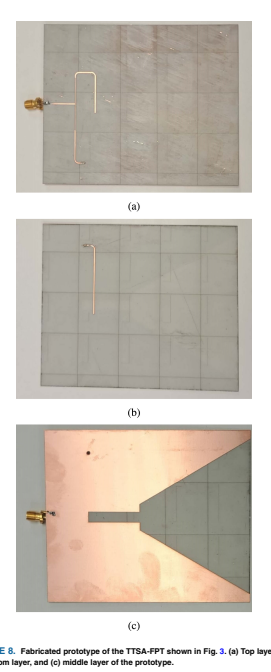 (a)
(b)
(c)
E 8. Fabricated prototype of the TTSA-FPT shown in Fig. 3. (a) Top laye
om layer, and (c) middle layer of the prototype.